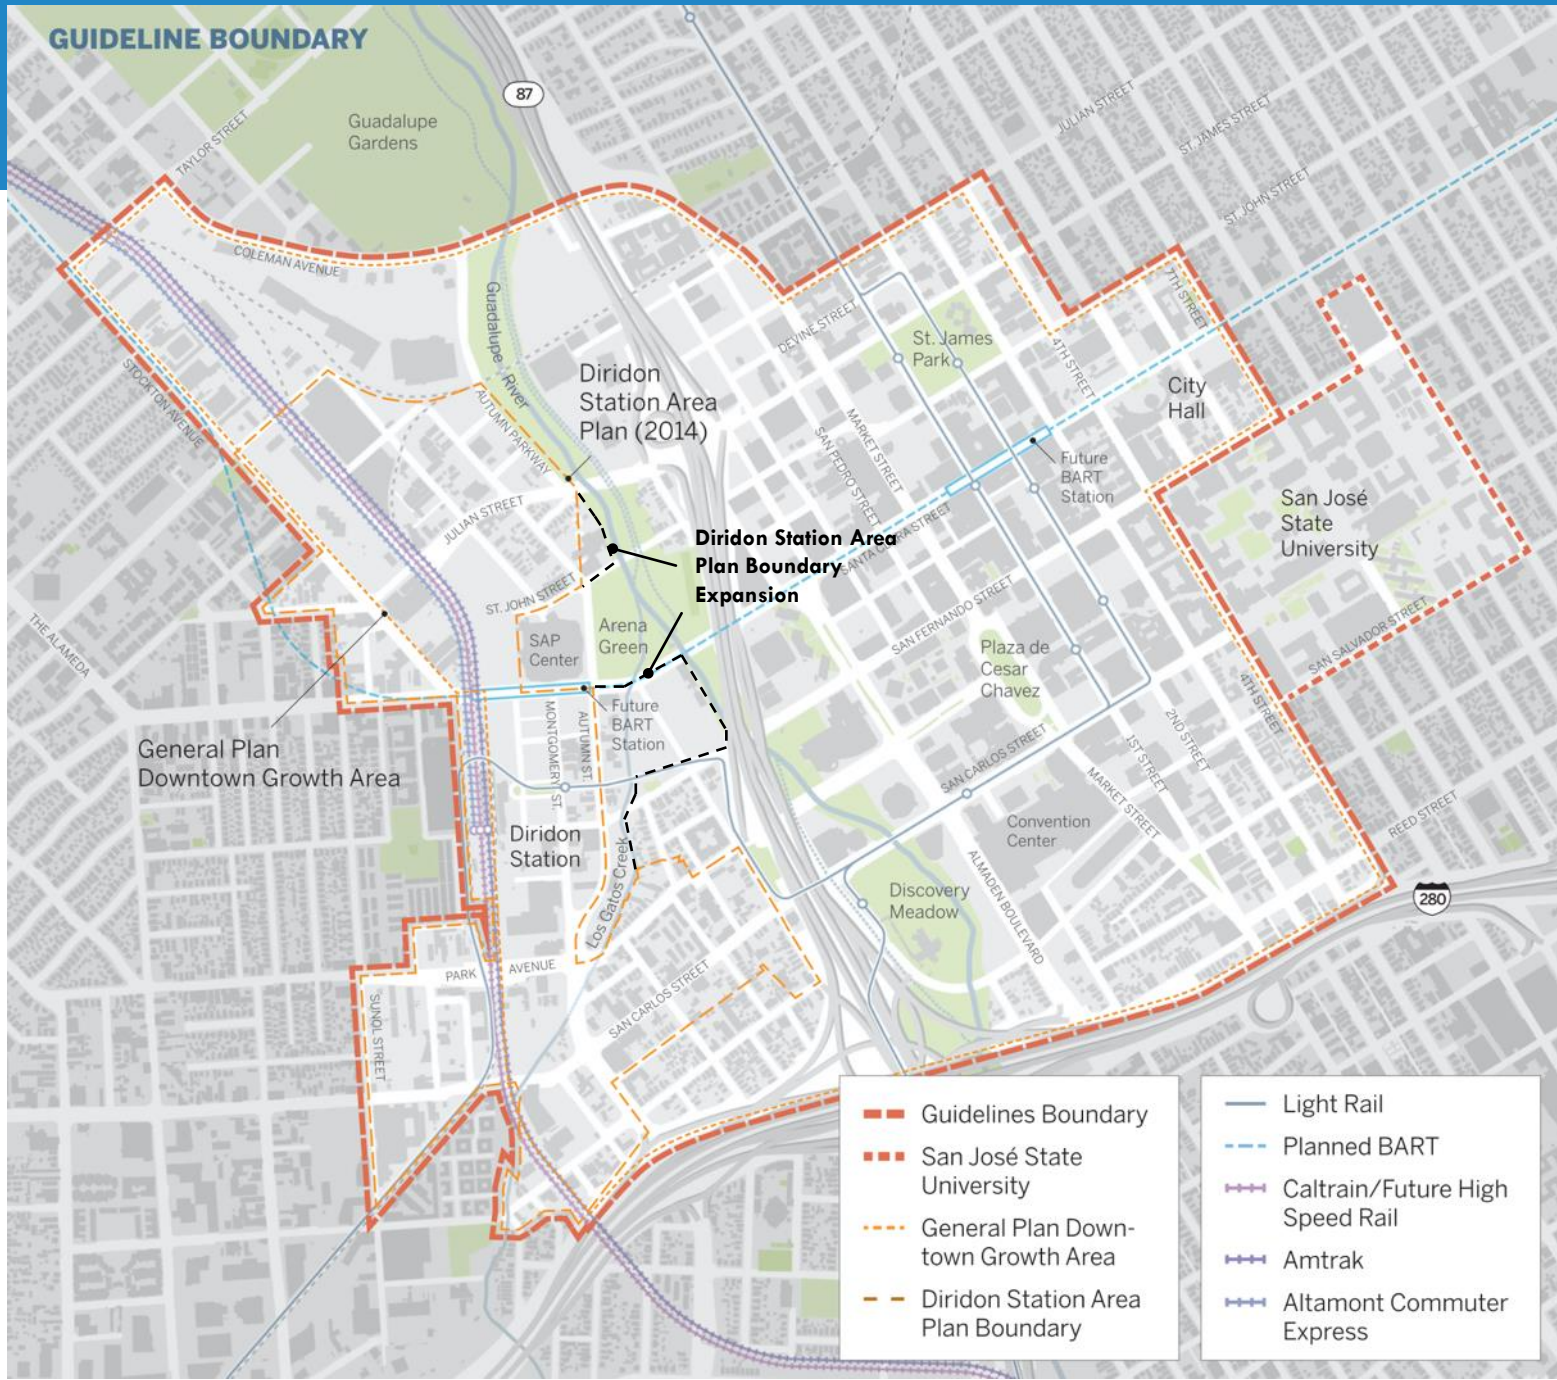 GUIDELINE BOUNDARY
87
Guadalupe
Gardens
TAYLOR STREET
JULIAN STREET
ST. JAMES STREET
ST. JOHN STREET
COLEMAN AVENUE
Guadalupe River
7TH STREET
DEVINE STREET
St. James
Park
4TH STREET
City
Hall
STOCKTON AVENUE
Diridon
Station Area
Plan (2014)
AUTUMN PARKWAY
MARKET STREET
SAN PEDRO STREET
Future
BART
Station
San José
State
University
JULIAN STREET
SANTA CLARA STREET
Diridon Station Area
Plan Boundary
Expansion
ST. JOHN STREET
SAN FERNANDO STREET
THE ALAMEDA
SAP
Center
Arena
Green
Plaza de
Cesar
Chavez
SAN SALVADOR STREET
4TH STREET
Future
BART
Station
MONTGOMERY ST.
AUTUMN ST.
General Plan
Downtown Growth Area
2ND STREET
1ST STREET
SAN CARLOS STREET
MARKET STREET
REED STREET
Diridon
Station
Convention
Center
Los Gatos Creek
ALMADEN BOULEVARD
Discovery
Meadow
280
PARK AVENUE
SAN CARLOS STREET
SUNOL STREET
Guidelines Boundary
San José State
University
General Plan Down-
town Growth Area
Diridon Station Area
Plan Boundary
Light Rail
Planned BART
Caltrain/Future High
Speed Rail
Amtrak
Altamont Commuter
Express